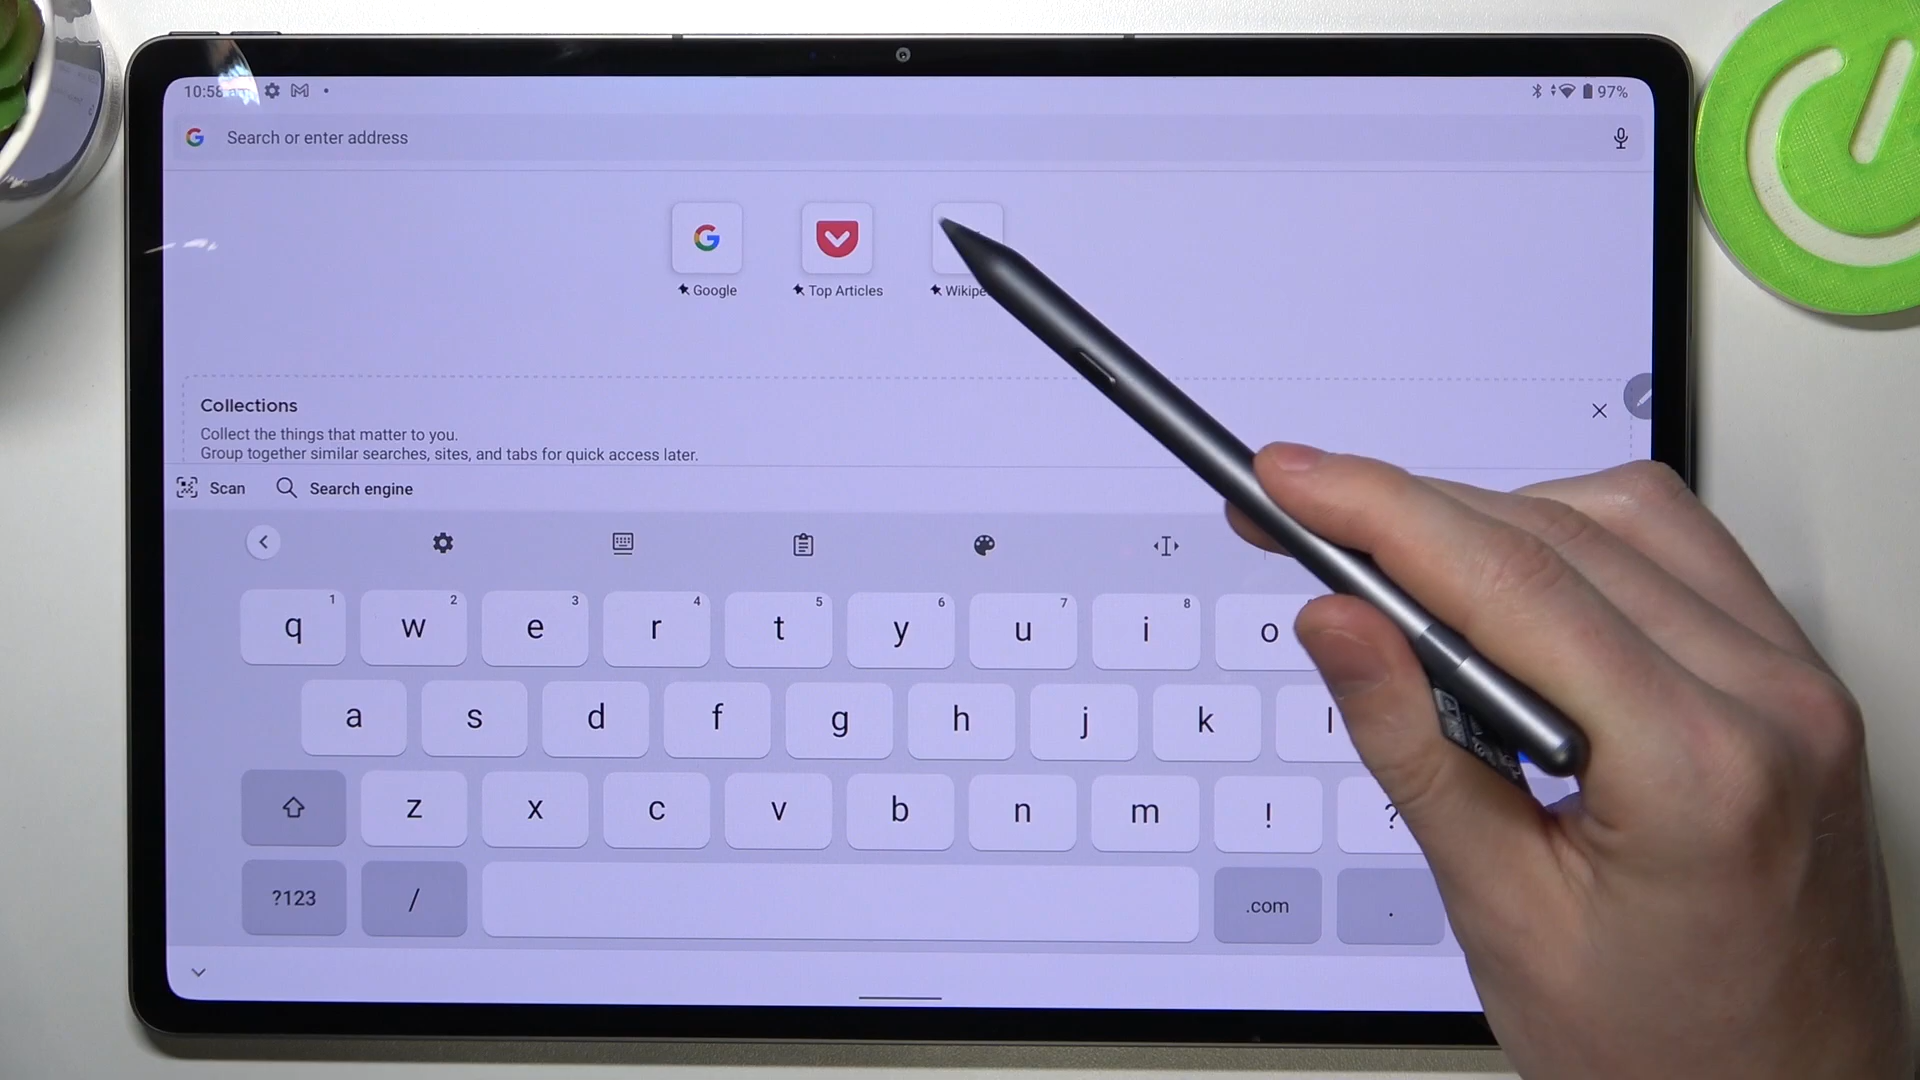 10:58
97%
Search or enter address
Google
Top Articles
Collections
Collect the things that matter to you.
Group together similar searches, sites, and tabs for quick access later.
Scan
Search engine
1 2 3 4 5 6 7 8
q w e r t y u i o
a s d f g h j k l
z x c v b n m ! ?
?123 / .com .